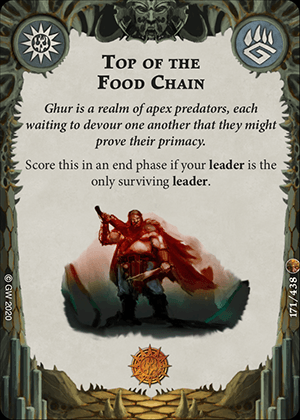 TOP OF THE
FOOD CHAIN
Ghur is a realm of apex predators, each
waiting to devour one another that they might
prove their primacy.
Score this in an end phase if your leader is the
only surviving leader.
© GW 2020
171/438